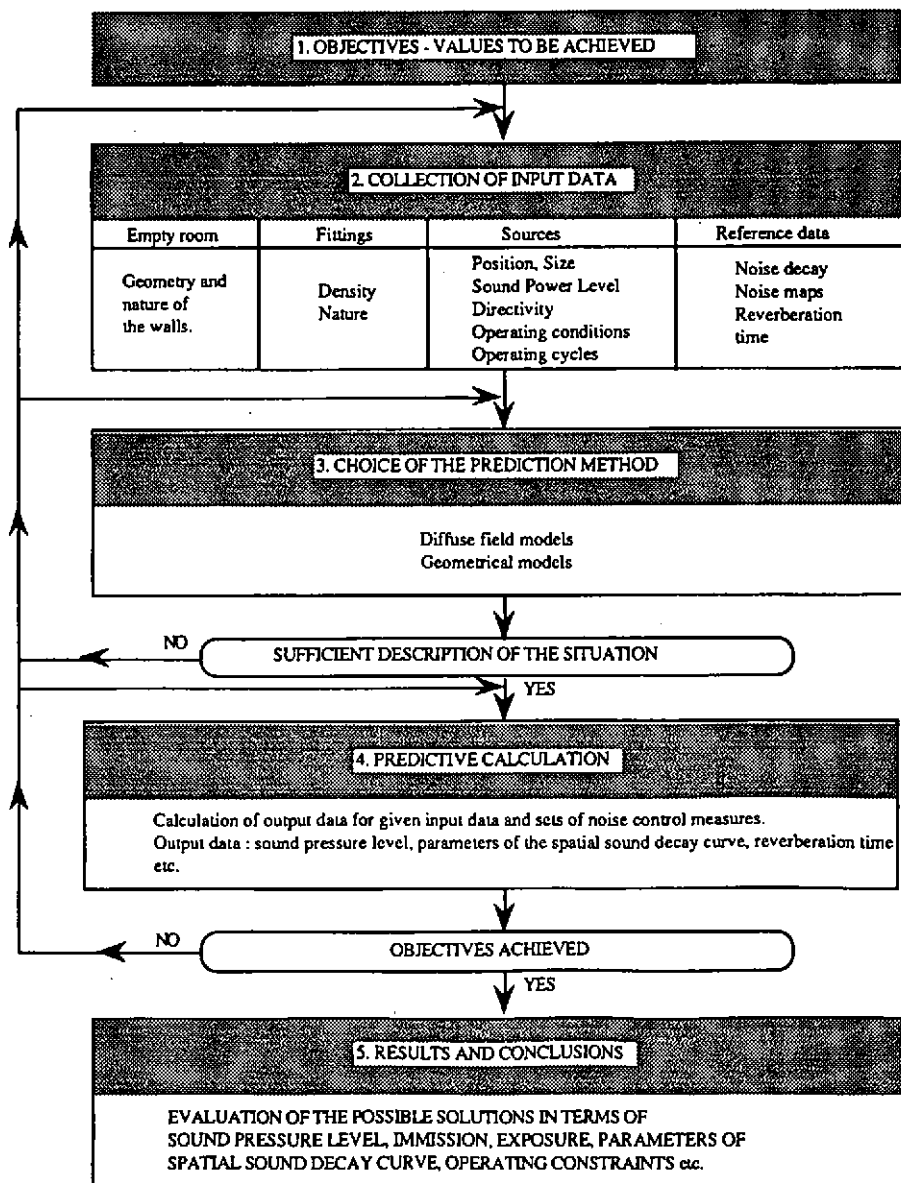 1. OBJECTIVES - VALUES TO BE ACHIEVED
2. COLLECTION OF INPUT DATA
Empty room
Geometry and
nature of
the walls.
Fittings
Density
Nature
Sources
Position, Size
Sound Power Level
Directivity
Operating conditions
Operating cycles
Reference data
Noise decay
Noise maps
Reverberation
time
3. CHOICE OF THE PREDICTION METHOD
Diffuse field models
Geometrical models
NO
SUFFICIENT DESCRIPTION OF THE SITUATION
YES
4. PREDICTIVE CALCULATION
Calculation of output data for given input data and sets of noise control measures.
Output data : sound pressure level, parameters of the spatial sound decay curve, reverberation time
etc.
NO
OBJECTIVES ACHIEVED
YES
5. RESULTS AND CONCLUSIONS
EVALUATION OF THE POSSIBLE SOLUTIONS IN TERMS OF
SOUND PRESSURE LEVEL, IMMISSION, EXPOSURE, PARAMETERS OF
SPATIAL SOUND DECAY CURVE, OPERATING CONSTRAINTS etc.